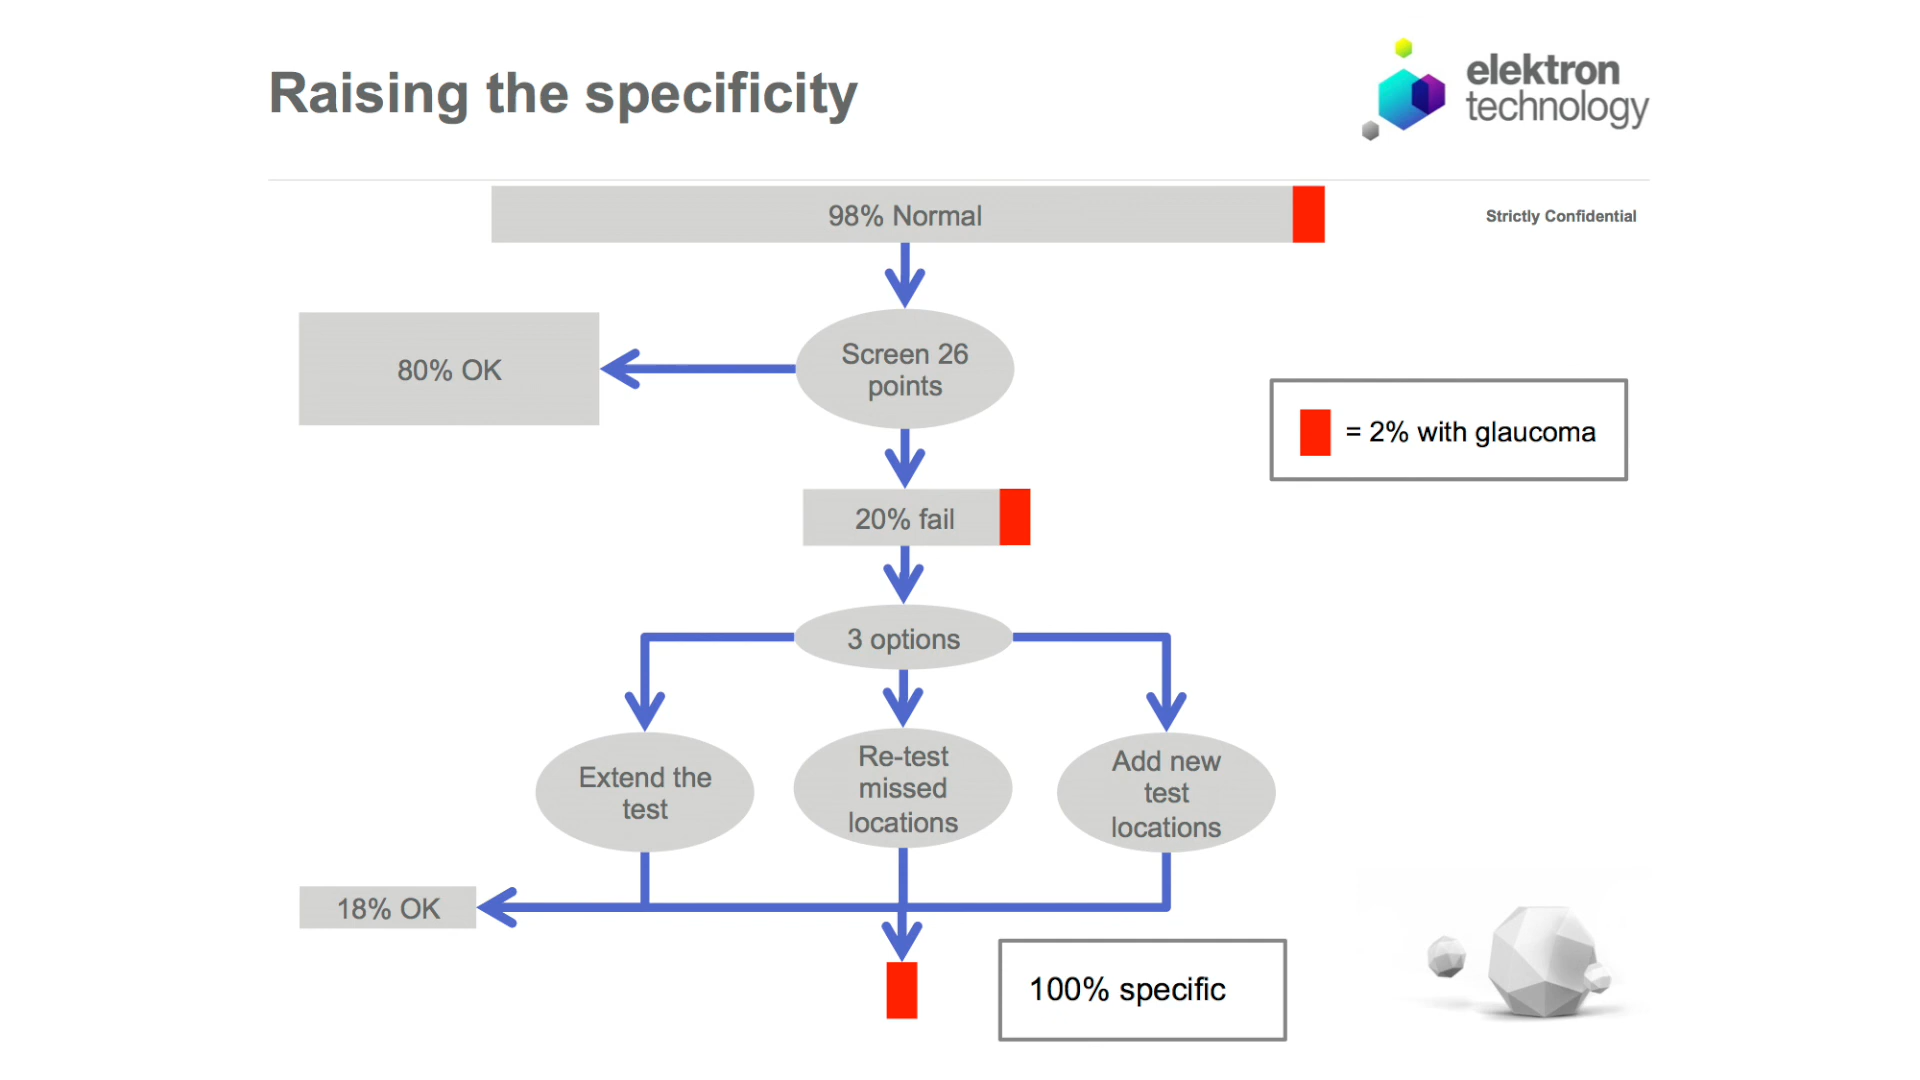 Raising the specificity
elektron
technology
98% Normal
Strictly Confidential
80% OK
Screen 26
points
= 2% with glaucoma
20% fail
3 options
Extend the
test
Re-test
missed
locations
Add new
test
locations
18% OK
100% specific